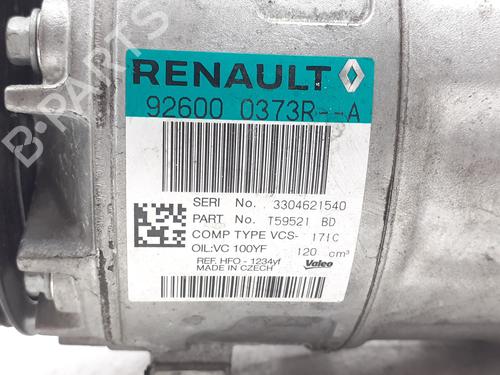 B-PARTS
RENAULT
92600 0373R--A
SERI No. 3304621540
PART No. T59521 BD
COMP TYPE VCS- 171C
OIL:VC 100YF 120 cm³
REF. HFO - 1234yf
MADE IN CZECH
Valeo